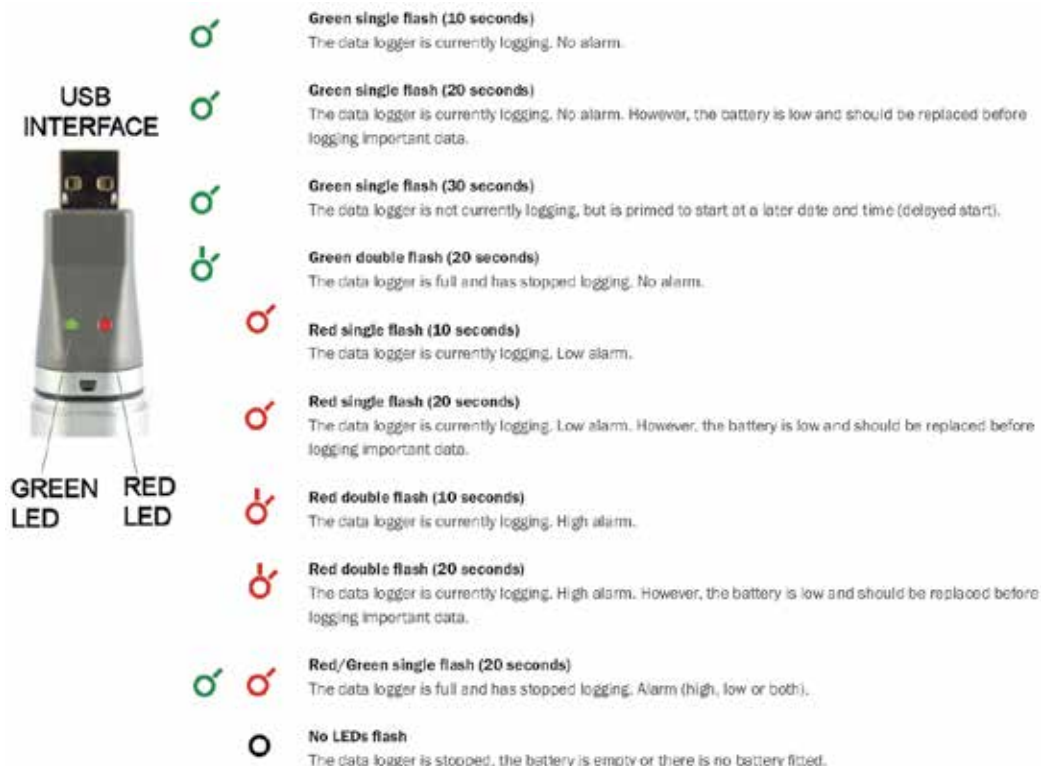 Green single flash (10 seconds)
The data logger is currently logging. No alarm.
USB
INTERFACE
Green single flash (20 seconds)
The data logger is currently logging. No alarm. However, the battery is low and should be replaced before
logging important data.
Green single flash (30 seconds)
The data logger is not currently logging, but is primed to start at a later date and time (delayed start).
Green double flash (20 seconds)
The data logger is full and has stopped logging. No alarm.
Red single flash (10 seconds)
The data logger is currently logging. Low alarm.
Red single flash (20 seconds)
The data logger is currently logging. Low alarm. However, the battery is low and should be replaced before
logging important data.
GREEN
LED
RED
LED
Red double flash (10 seconds)
The data logger is currently logging. High alarm.
Red double flash (20 seconds)
The data logger is currently logging. High alarm. However, the battery is low and should be replaced before
logging important data.
Red/Green single flash (20 seconds)
The data logger is full and has stopped logging. Alarm (high, low or both).
No LEDs flash
The data logger is stopped, the battery is empty or there is no battery fitted.